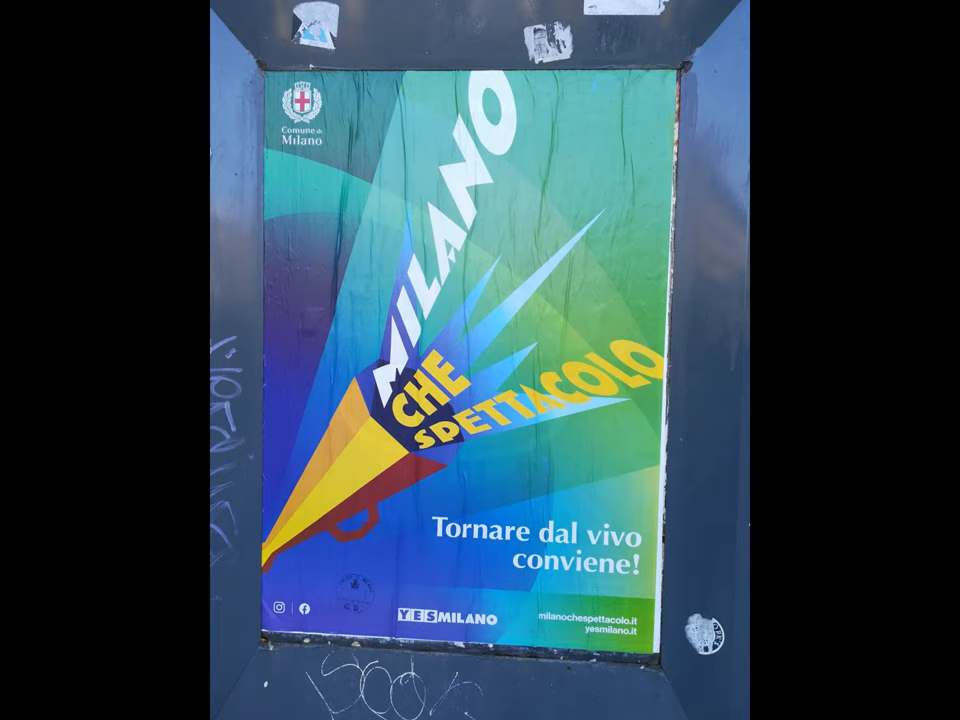 Comune di
Milano
MILANO
CHE
SPETTACOLO
Tornare dal vivo
conviene!
YESMILANO
milanochespettacolo.it
yesmilano.it